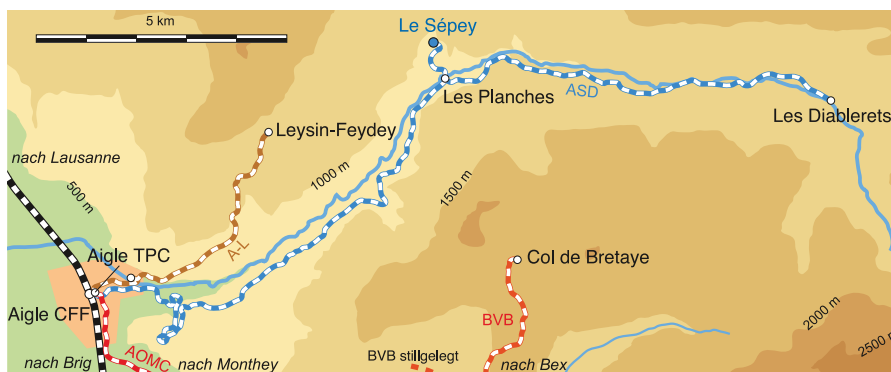 5 km
Le Sépey
Les Planches
ASD
Les Diablerets
Leysin-Feydey
nach Lausanne
500 m
1000 m
1500 m
A-L
Aigle TPC
Aigle CFF
Col de Bretaye
BVB
2000 m
2500 m
nach Brig
AOMC
nach Monthey
BVB stillgelegt
nach Bex